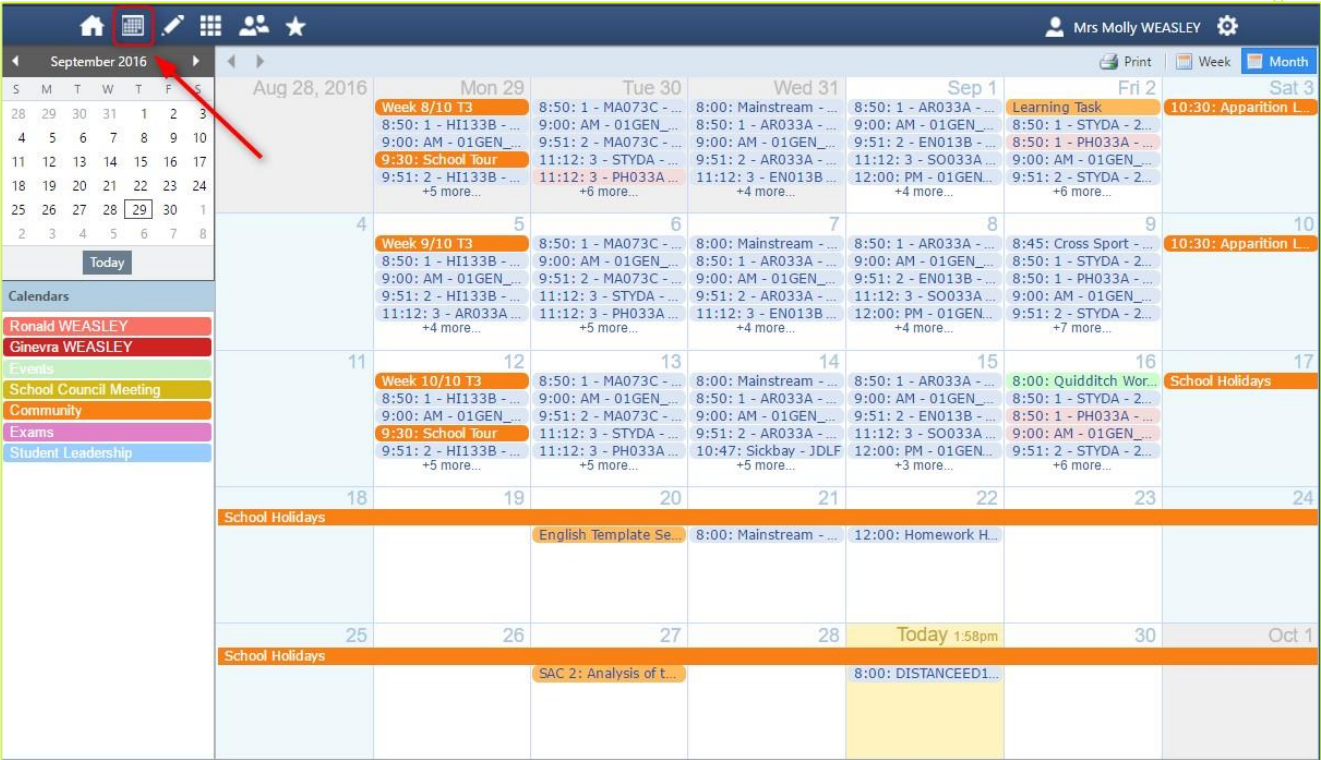 Mrs Molly WEASLEY
September 2016
S M T W T F S
28 29 30 31 1 2 3
4 5 6 7 8 9 10
11 12 13 14 15 16 17
18 19 20 21 22 23 24
25 26 27 28 29 30 1
2 3 4 5 6 7 8
Today
Calendars
Ronald WEASLEY
Ginevra WEASLEY
Events
School Council Meeting
Community
Exams
Student Leadership
Print Week Month
Aug 28, 2016 Mon 29 Tue 30 Wed 31 Sep 1 Fri 2 Sat 3
Week 8/10 T3 8:50: 1 - MA073C - ... 8:00: Mainstream - ... 8:50: 1 - AR033A - ... Learning Task 10:30: Apparition L...
8:50: 1 - HI133B - ... 9:00: AM - 01GEN_... 8:50: 1 - AR033A - ... 9:00: AM - 01GEN_... 8:50: 1 - STYDA - 2...
9:00: AM - 01GEN_... 9:51: 2 - MA073C - ... 9:00: AM - 01GEN_... 9:51: 2 - EN013B - ... 8:50: 1 - PH033A - ...
9:30: School Tour 11:12: 3 - STYDA - ... 9:51: 2 - AR033A - ... 11:12: 3 - SO033A ... 9:00: AM - 01GEN_...
9:51: 2 - HI133B - ... 11:12: 3 - PH033A ... 11:12: 3 - EN013B ... 12:00: PM - 01GEN... 9:51: 2 - STYDA - 2...
+5 more... +6 more... +4 more... +4 more... +6 more...
4 5 6 7 8 9 10
Week 9/10 T3 8:50: 1 - MA073C - ... 8:00: Mainstream - ... 8:50: 1 - AR033A - ... 8:45: Cross Sport - ... 10:30: Apparition L...
8:50: 1 - HI133B - ... 9:00: AM - 01GEN_... 8:50: 1 - AR033A - ... 9:00: AM - 01GEN_... 8:50: 1 - STYDA - 2...
9:00: AM - 01GEN_... 9:51: 2 - MA073C - ... 9:00: AM - 01GEN_... 9:51: 2 - EN013B - ... 8:50: 1 - PH033A - ...
9:51: 2 - HI133B - ... 11:12: 3 - STYDA - ... 9:51: 2 - AR033A - ... 11:12: 3 - SO033A ... 9:00: AM - 01GEN_...
11:12: 3 - AR033A ... 11:12: 3 - PH033A ... 11:12: 3 - EN013B ... 12:00: PM - 01GEN... 9:51: 2 - STYDA - 2...
+4 more... +5 more... +4 more... +4 more... +7 more...
11 12 13 14 15 16 17
Week 10/10 T3 8:50: 1 - MA073C - ... 8:00: Mainstream - ... 8:50: 1 - AR033A - ... 8:00: Quidditch Wor... School Holidays
8:50: 1 - HI133B - ... 9:00: AM - 01GEN_... 8:50: 1 - AR033A - ... 9:00: AM - 01GEN_... 8:50: 1 - STYDA - 2...
9:00: AM - 01GEN_... 9:51: 2 - MA073C - ... 9:00: AM - 01GEN_... 9:51: 2 - EN013B - ... 8:50: 1 - PH033A - ...
9:30: School Tour 11:12: 3 - STYDA - ... 9:51: 2 - AR033A - ... 11:12: 3 - SO033A ... 9:00: AM - 01GEN_...
9:51: 2 - HI133B - ... 11:12: 3 - PH033A ... 10:47: Sickbay - JDLF 12:00: PM - 01GEN... 9:51: 2 - STYDA - 2...
+5 more... +5 more... +5 more... +3 more... +6 more...
18 19 20 21 22 23 24
School Holidays
English Template Se... 8:00: Mainstream - ... 12:00: Homework H...
25 26 27 28 Today 1:58pm 30 Oct 1
School Holidays
SAC 2: Analysis of t... 8:00: DISTANCEED1...